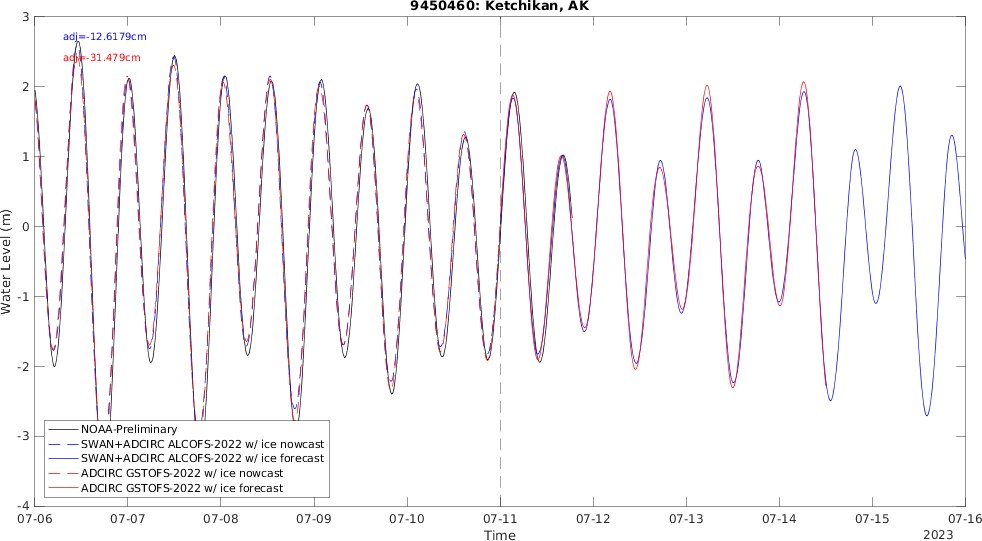 9450460: Ketchikan, AK
adj=-12.6179cm
adj=-31.479cm
3
2
1
0
-1
-2
-3
-4
Water Level (m)
NOAA-Preliminary
SWAN+ADCIRC ALCOFS-2022 w/ ice nowcast
SWAN+ADCIRC ALCOFS-2022 w/ ice forecast
ADCIRC GSTOFS-2022 w/ ice nowcast
ADCIRC GSTOFS-2022 w/ ice forecast
07-06 07-07 07-08 07-09 07-10 07-11 07-12 07-13 07-14 07-15 07-16
Time
2023